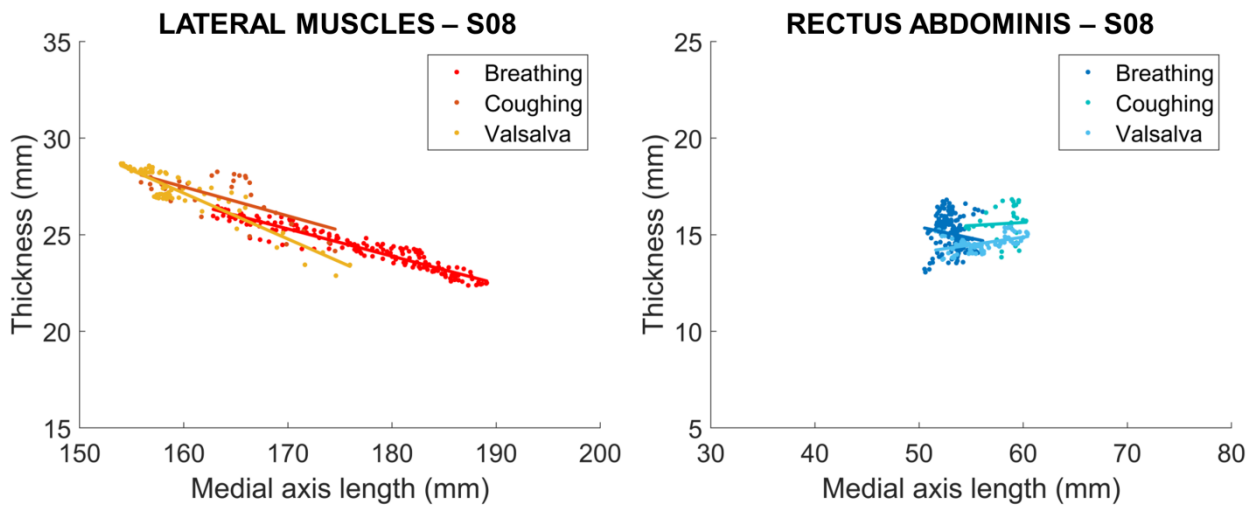 LATERAL MUSCLES – S08
35
30
25
20
15
Thickness (mm)
150 160 170 180 190 200
Medial axis length (mm)
Breathing
Coughing
Valsalva
RECTUS ABDOMINIS – S08
25
20
15
10
5
Thickness (mm)
30 40 50 60 70 80
Medial axis length (mm)
Breathing
Coughing
Valsalva